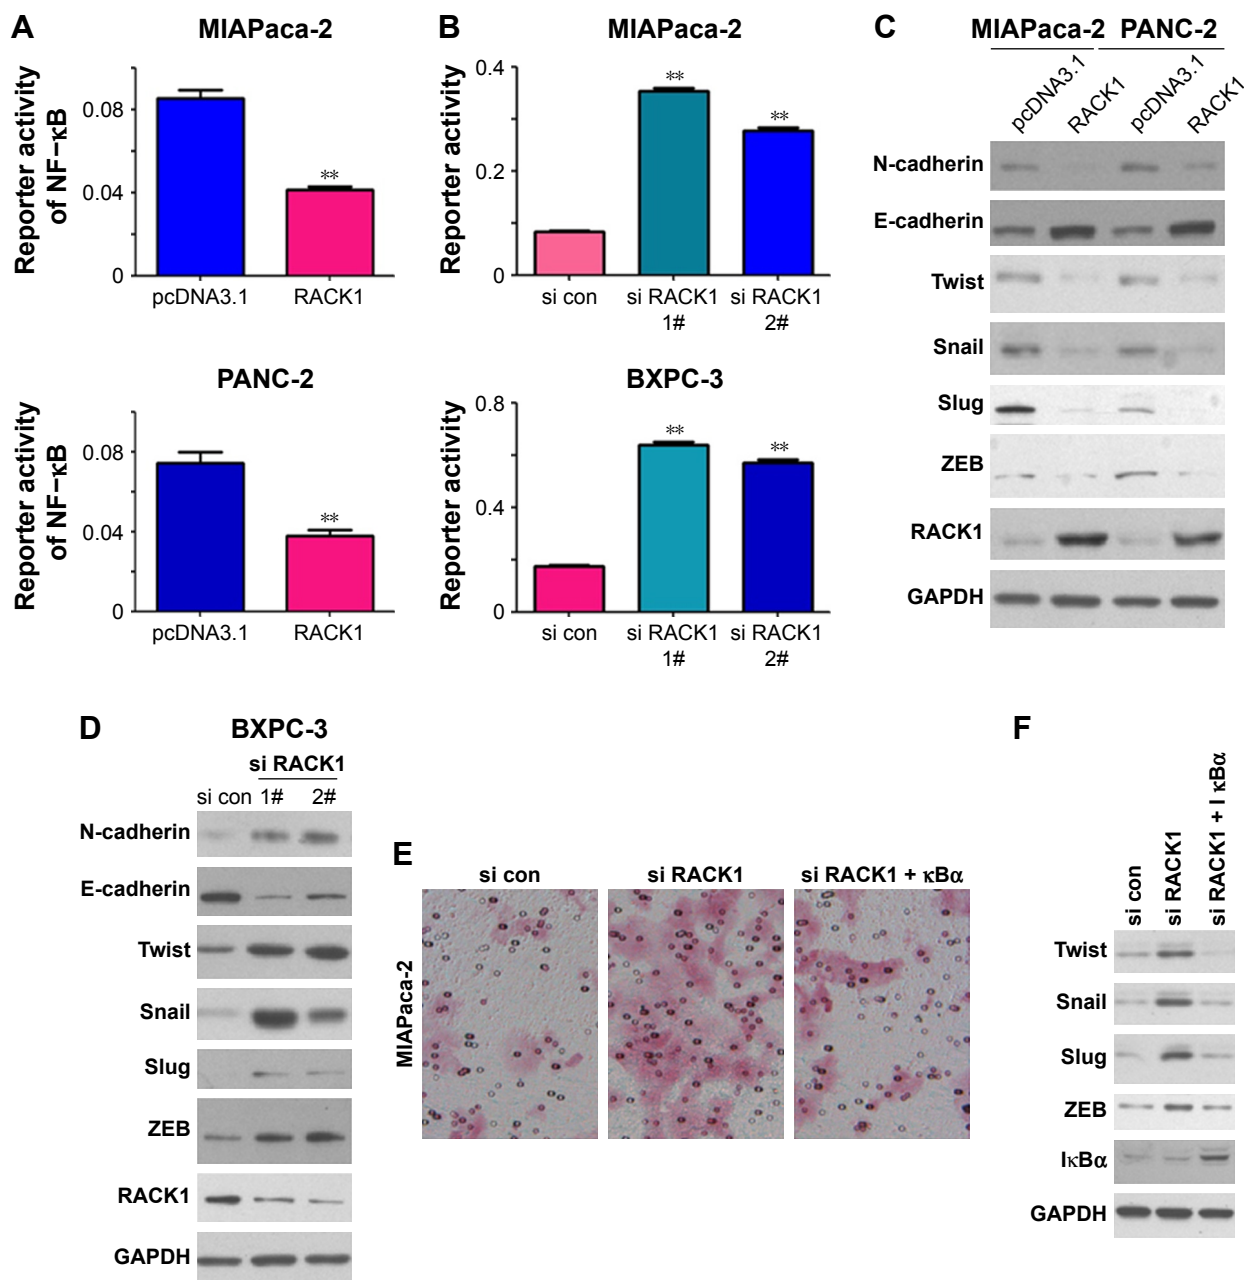 A
MIAPaca-2
Reporter activity
of NF−κB
0.08
0.04
0
**
pcDNA3.1
RACK1
PANC-2
Reporter activity
of NF−κB
0.08
0.04
0
**
pcDNA3.1
RACK1
B
MIAPaca-2
Reporter activity
0.4
0.2
0
**
**
si con
si RACK1
1#
si RACK1
2#
BXPC-3
Reporter activity
0.8
0.4
0
**
**
si con
si RACK1
1#
si RACK1
2#
C
MIAPaca-2
PANC-2
pcDNA3.1
RACK1
pcDNA3.1
RACK1
N-cadherin
E-cadherin
Twist
Snail
Slug
ZEB
RACK1
GAPDH
D
BXPC-3
si RACK1
si con 1# 2#
N-cadherin
E-cadherin
Twist
Snail
Slug
ZEB
RACK1
GAPDH
E
si con
si RACK1
si RACK1 + κBα
MIAPaca-2
F
si con
si RACK1
si RACK1 + I κBα
Twist
Snail
Slug
ZEB
IκBα
GAPDH